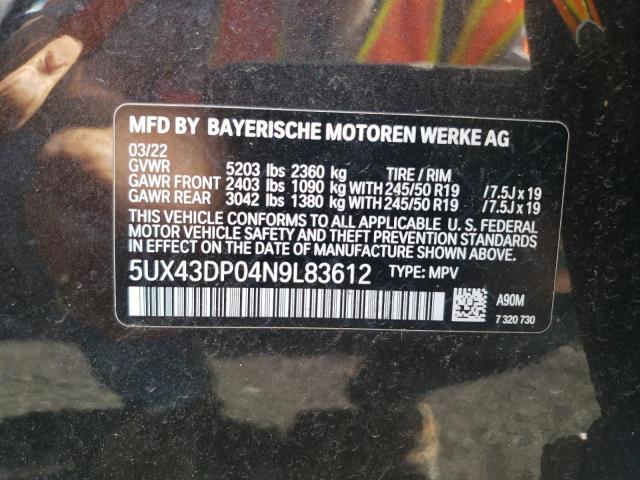 MFD BY BAYERISCHE MOTOREN WERKE AG
03/22
GVWR 5203 lbs 2360 kg TIRE / RIM
GAWR FRONT 2403 lbs 1090 kg WITH 245/50 R19 /7.5J x 19
GAWR REAR 3042 lbs 1380 kg WITH 245/50 R19 /7.5J x 19
THIS VEHICLE CONFORMS TO ALL APPLICABLE U. S. FEDERAL
MOTOR VEHICLE SAFETY AND THEFT PREVENTION STANDARDS
IN EFFECT ON THE DATE OF MANUFACTURE SHOWN ABOVE.
5UX43DP04N9L83612 TYPE: MPV
A90M
7 320 730